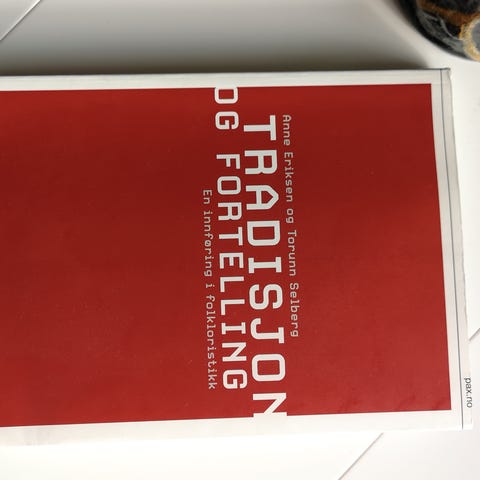 pax.no
Anne Eriksen og Torunn Selberg
TRADISJON
OG FORTELLING
En innføring i folkloristikk